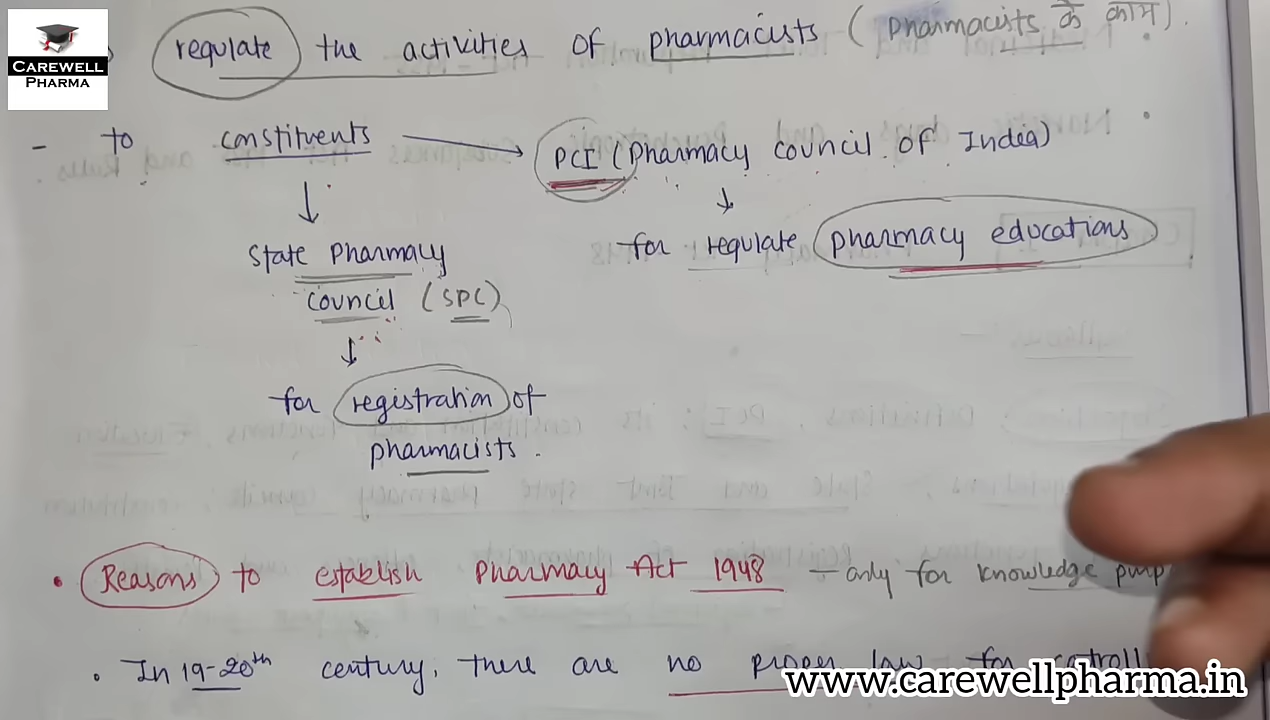 CAREWELL
PHARMA
regulate the activities of pharmacists (pharmacists के काम).
- To constituents → PCI (Pharmacy council of India)
↓ ↓
for regulate pharmacy educations
State pharmacy
council (SPC)
↓
for registration of
pharmacists.
• Reasons to establish Pharmacy Act 1948 – only for knowledge purp
• In 19-20th century, there are no proper law for
www.carewellpharma.in